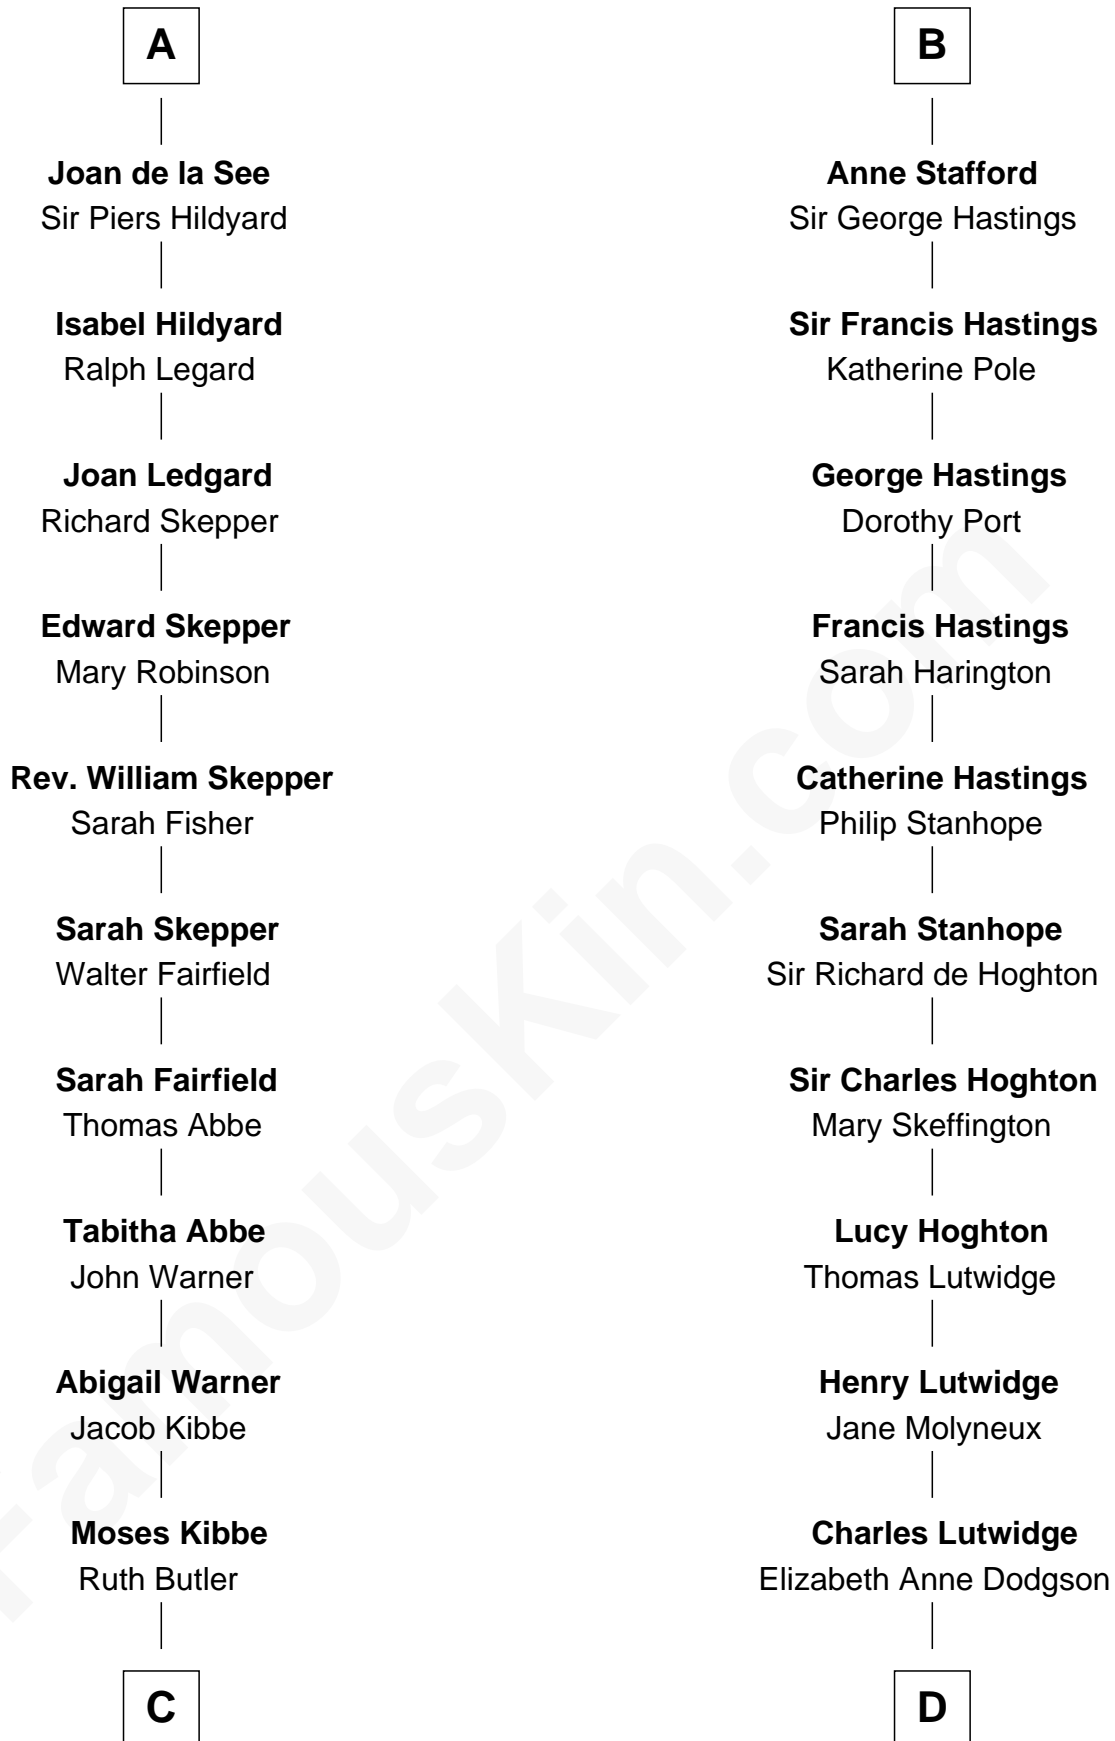 A
Joan de la See
Sir Piers Hildyard
Isabel Hildyard
Ralph Legard
Joan Ledgard
Richard Skepper
Edward Skepper
Mary Robinson
Rev. William Skepper
Sarah Fisher
Sarah Skepper
Walter Fairfield
Sarah Fairfield
Thomas Abbe
Tabitha Abbe
John Warner
Abigail Warner
Jacob Kibbe
Moses Kibbe
Ruth Butler
C
B
Anne Stafford
Sir George Hastings
Sir Francis Hastings
Katherine Pole
George Hastings
Dorothy Port
Francis Hastings
Sarah Harington
Catherine Hastings
Philip Stanhope
Sarah Stanhope
Sir Richard de Hoghton
Sir Charles Hoghton
Mary Skeffington
Lucy Hoghton
Thomas Lutwidge
Henry Lutwidge
Jane Molyneux
Charles Lutwidge
Elizabeth Anne Dodgson
D
FamousKin.com